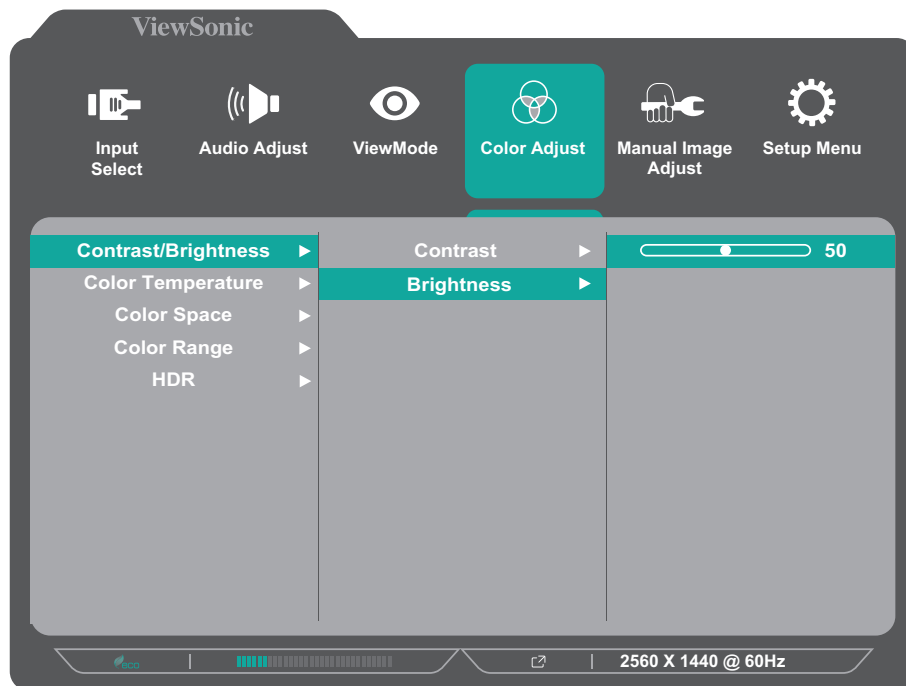 ViewSonic
Input
Select
Audio Adjust
ViewMode
Color Adjust
Manual Image
Adjust
Setup Menu
Contrast/Brightness
Color Temperature
Color Space
Color Range
HDR
Contrast
Brightness
50
eco
2560 X 1440 @ 60Hz